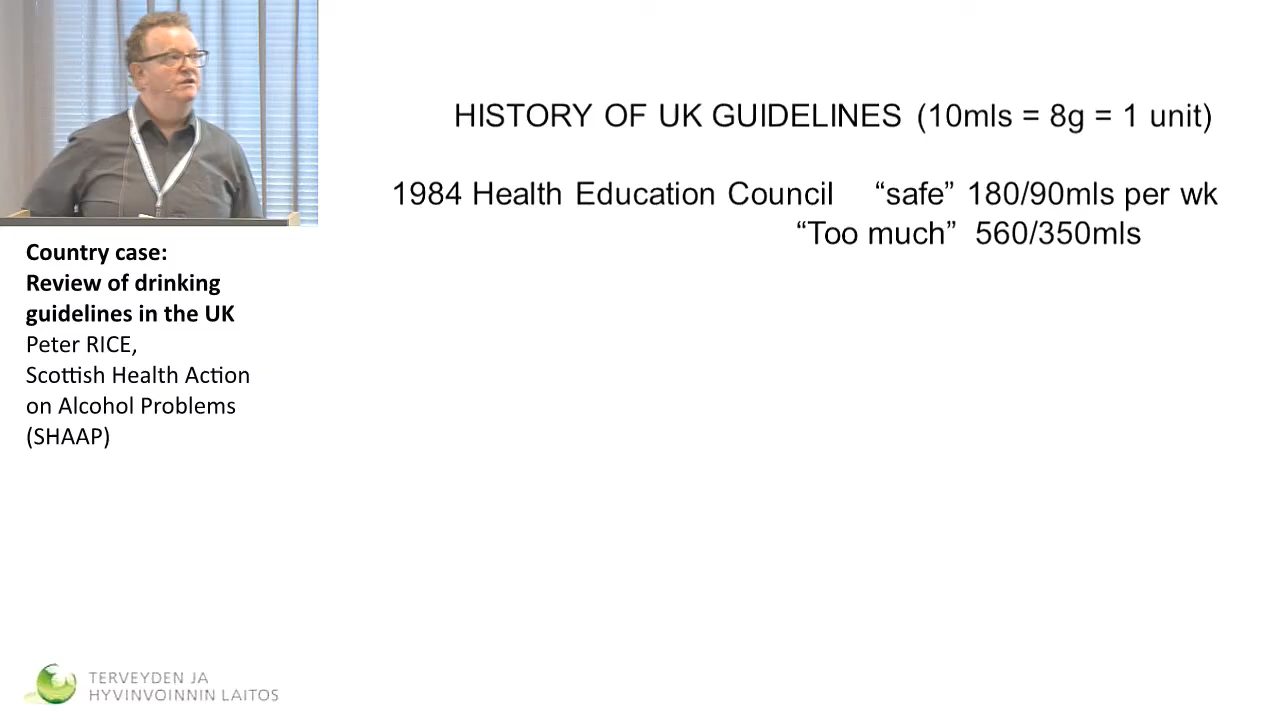 HISTORY OF UK GUIDELINES (10mls = 8g = 1 unit)
1984 Health Education Council “safe” 180/90mls per wk
“Too much” 560/350mls
Country case:
Review of drinking
guidelines in the UK
Peter RICE,
Scottish Health Action
on Alcohol Problems
(SHAAP)
TERVEYDEN JA
HYVINVOINNIN LAITOS